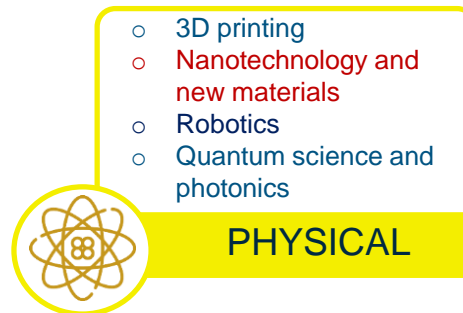 o 3D printing
o Nanotechnology and
new materials
o Robotics
o Quantum science and
photonics
PHYSICAL